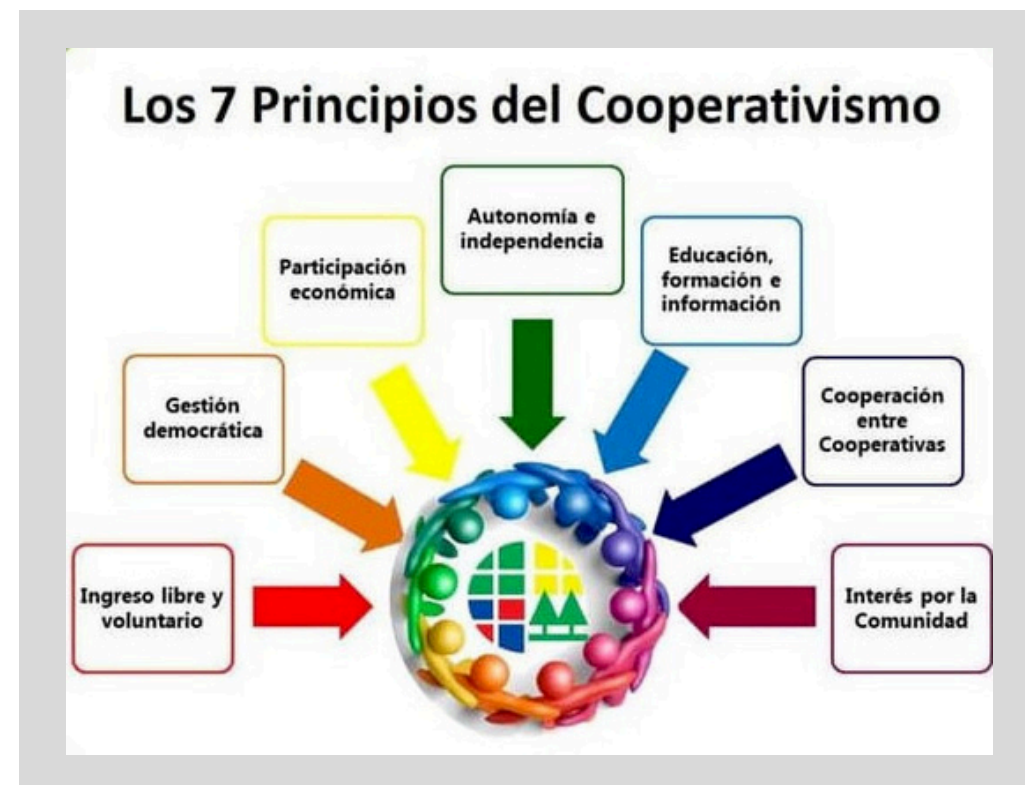 Los 7 Principios del Cooperativismo
Ingreso libre y
voluntario
Gestión
democrática
Participación
económica
Autonomía e
independencia
Educación,
formación e
información
Cooperación
entre
Cooperativas
Interés por la
Comunidad